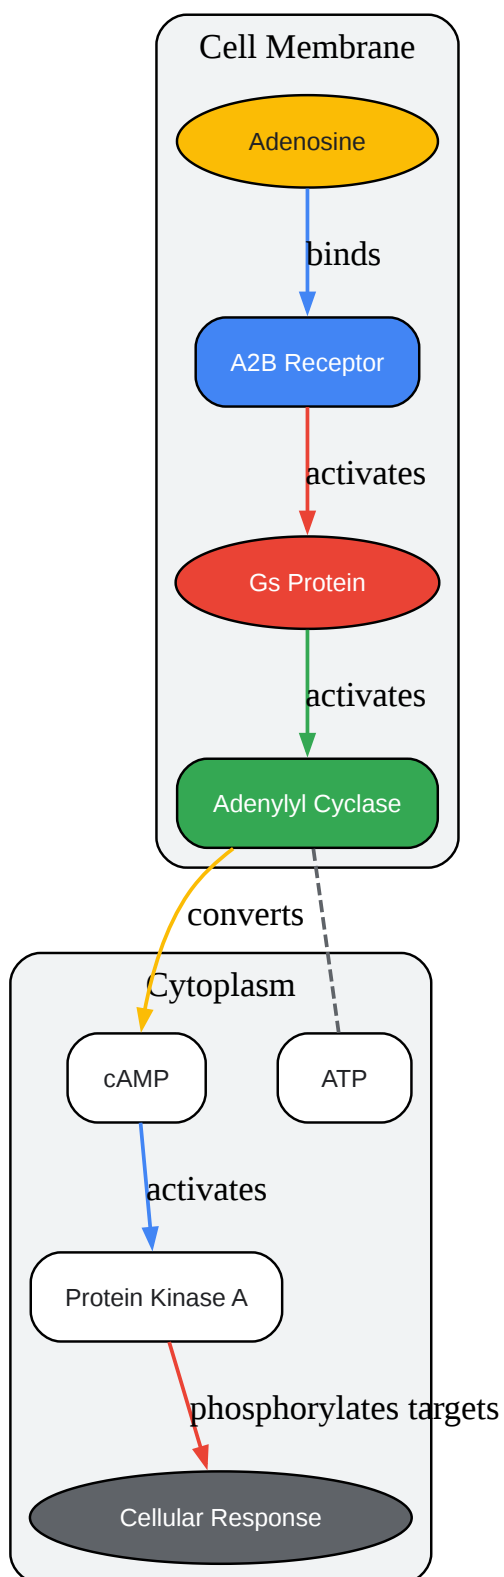 Cell Membrane
Adenosine
binds
A2B Receptor
activates
Gs Protein
activates
Adenylyl Cyclase
converts
Cytoplasm
cAMP
ATP
activates
Protein Kinase A
phosphorylates targets
Cellular Response